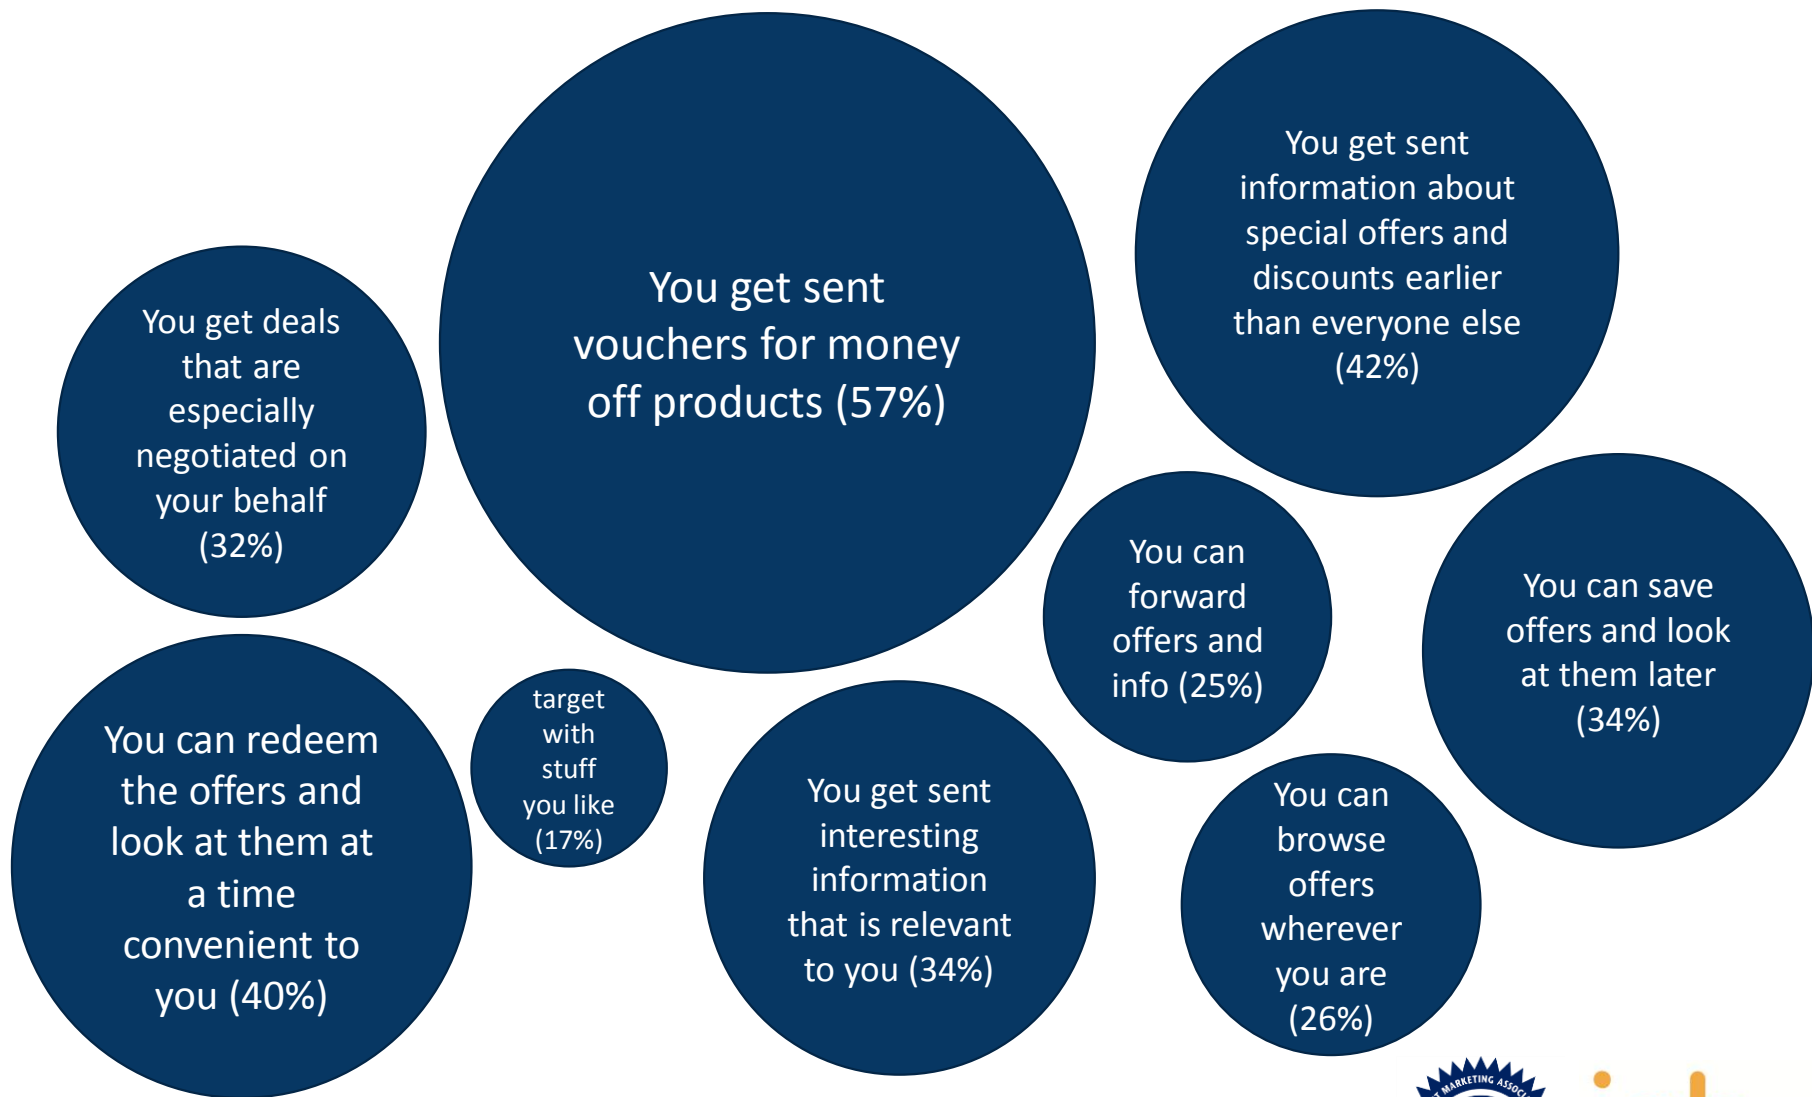 You get sent
vouchers for money
off products (57%)
You get sent
information about
special offers and
discounts earlier
than everyone else
(42%)
You get deals
that are
especially
negotiated on
your behalf
(32%)
You can
forward
offers and
info (25%)
You can save
offers and look
at them later
(34%)
You can redeem
the offers and
look at them at
a time
convenient to
you (40%)
target
with
stuff
you like
(17%)
You get sent
interesting
information
that is relevant
to you (34%)
You can
browse
offers
wherever
you are
(26%)
MARKETING